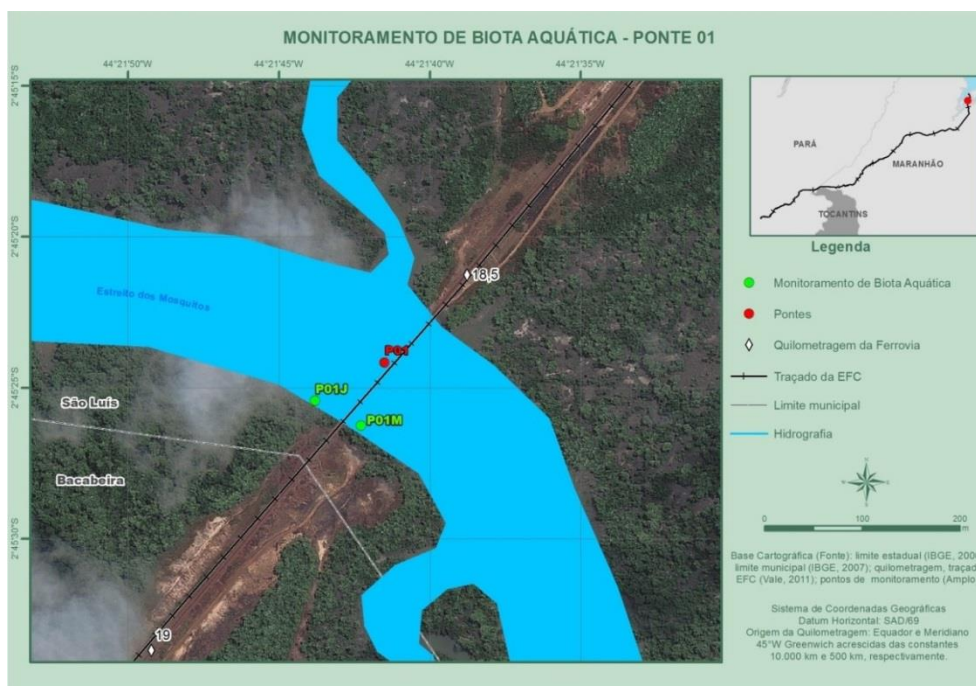 MONITORAMENTO DE BIOTA AQUÁTICA - PONTE 01
44°21'50"S
44°21'45"S
44°21'40"S
44°21'35"S
2°45'15"S
2°45'20"S
2°45'25"S
2°45'30"S
18,5
Estreito dos Mosquitos
P01
P01J
P01M
São Luís
Bacabeira
19
PARÁ
MARANHÃO
TOCANTINS
Legenda
Monitoramento de Biota Aquática
Pontes
Quilometragem da Ferrovia
Traçado da EFC
Limite municipal
Hidrografia
0 100 200
m
Base Cartográfica (Fonte): limite estadual (IBGE, 200
limite municipal (IBGE, 2007); quilometragem, traçad
EFC (Vale, 2011); pontos de monitoramento (Amplo
Sistema de Coordenadas Geográficas
Datum Horizontal: SAD/69
Origem da Quilometragem: Equador e Meridiano
45°W Greenwich acrescidas das constantes
10.000 km e 500 km, respectivamente.